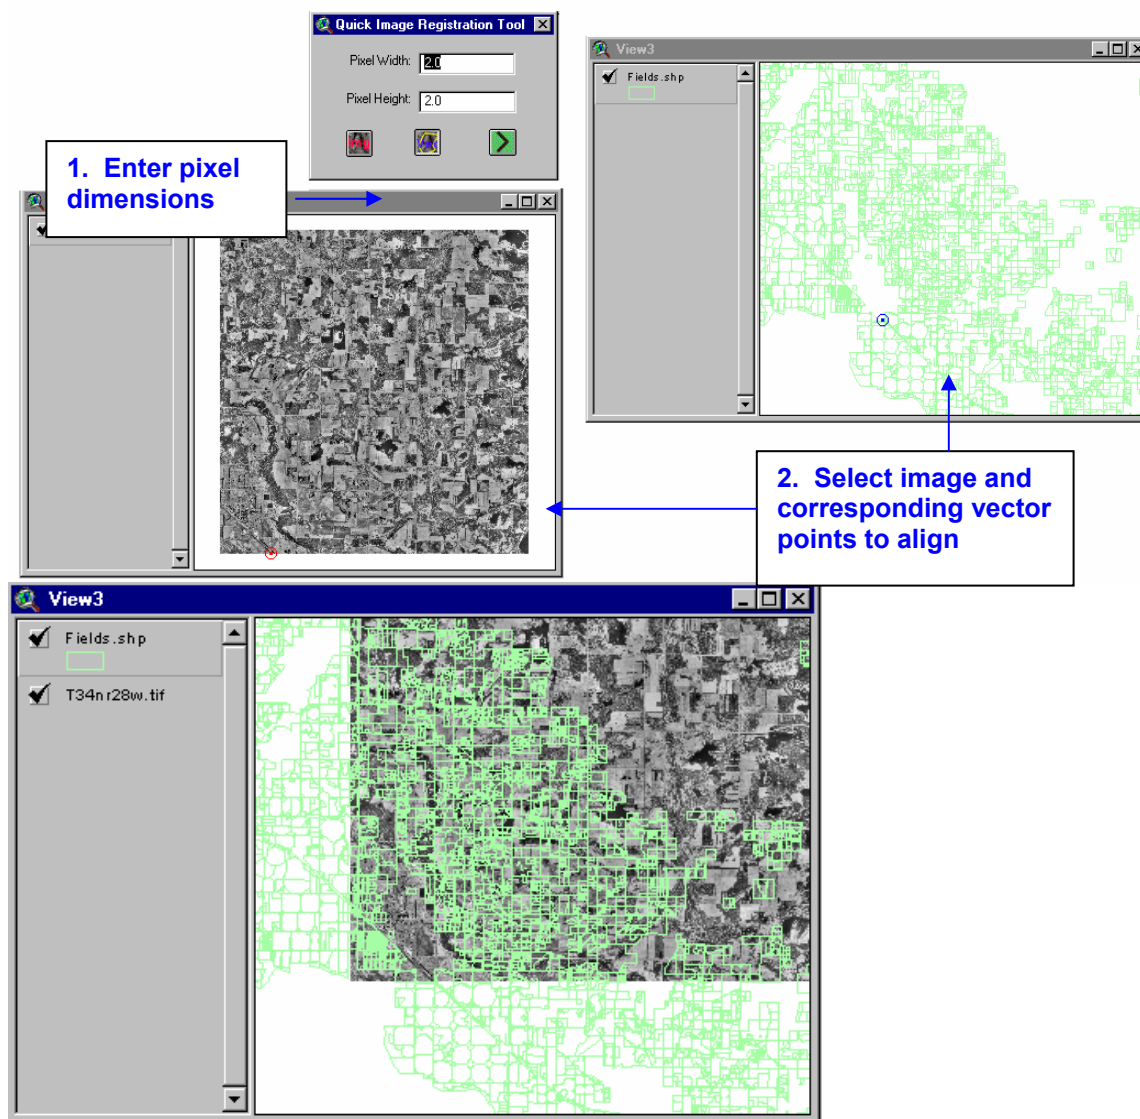 Quick Image Registration Tool
Pixel Width: 2.0
Pixel Height: 2.0
View3
Fields.shp
1. Enter pixel
dimensions
2. Select image and
corresponding vector
points to align
View3
Fields.shp
T34nr28w.tif